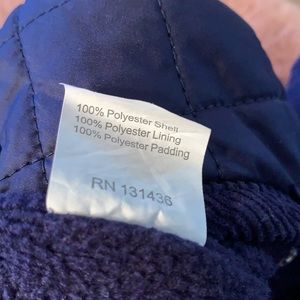 100% Polyester Shell
100% Polyester Lining
100% Polyester Padding
RN 131436